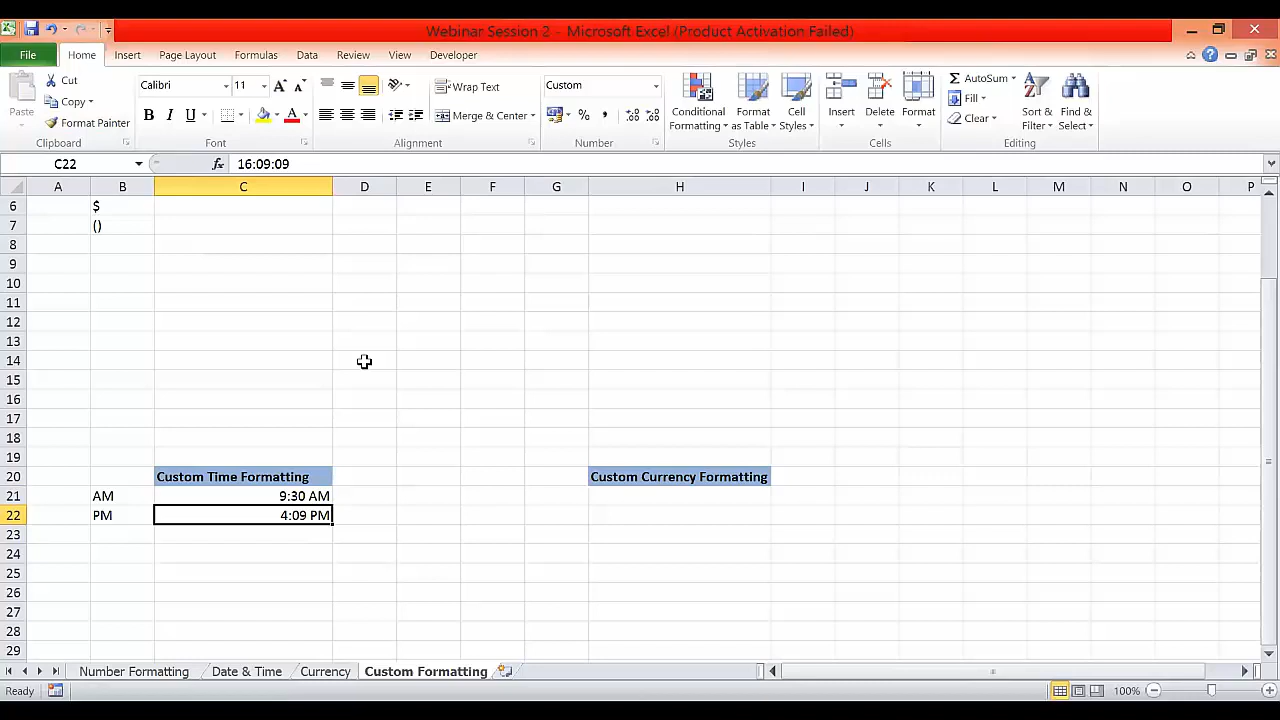 Webinar Session 2 - Microsoft Excel (Product Activation Failed)
File Home Insert Page Layout Formulas Data Review View Developer
Paste
Cut
Copy
Format Painter
Clipboard
Calibri 11
B I U A
Font
Wrap Text
Merge & Center
Alignment
Custom
%
Number
Conditional Formatting
Format as Table
Cell Styles
Styles
Insert Delete Format
Cells
Σ AutoSum
Fill
Clear
Sort & Filter
Find & Select
Editing
C22 fx 16:09:09
A B C D E F G H I J K L M N O P
6 $
7 ()
8
9
10
11
12
13
14
15
16
17
18
19
20 Custom Time Formatting Custom Currency Formatting
21 AM 9:30 AM
22 PM 4:09 PM
23
24
25
26
27
28
29
Number Formatting Date & Time Currency Custom Formatting
Ready 100%